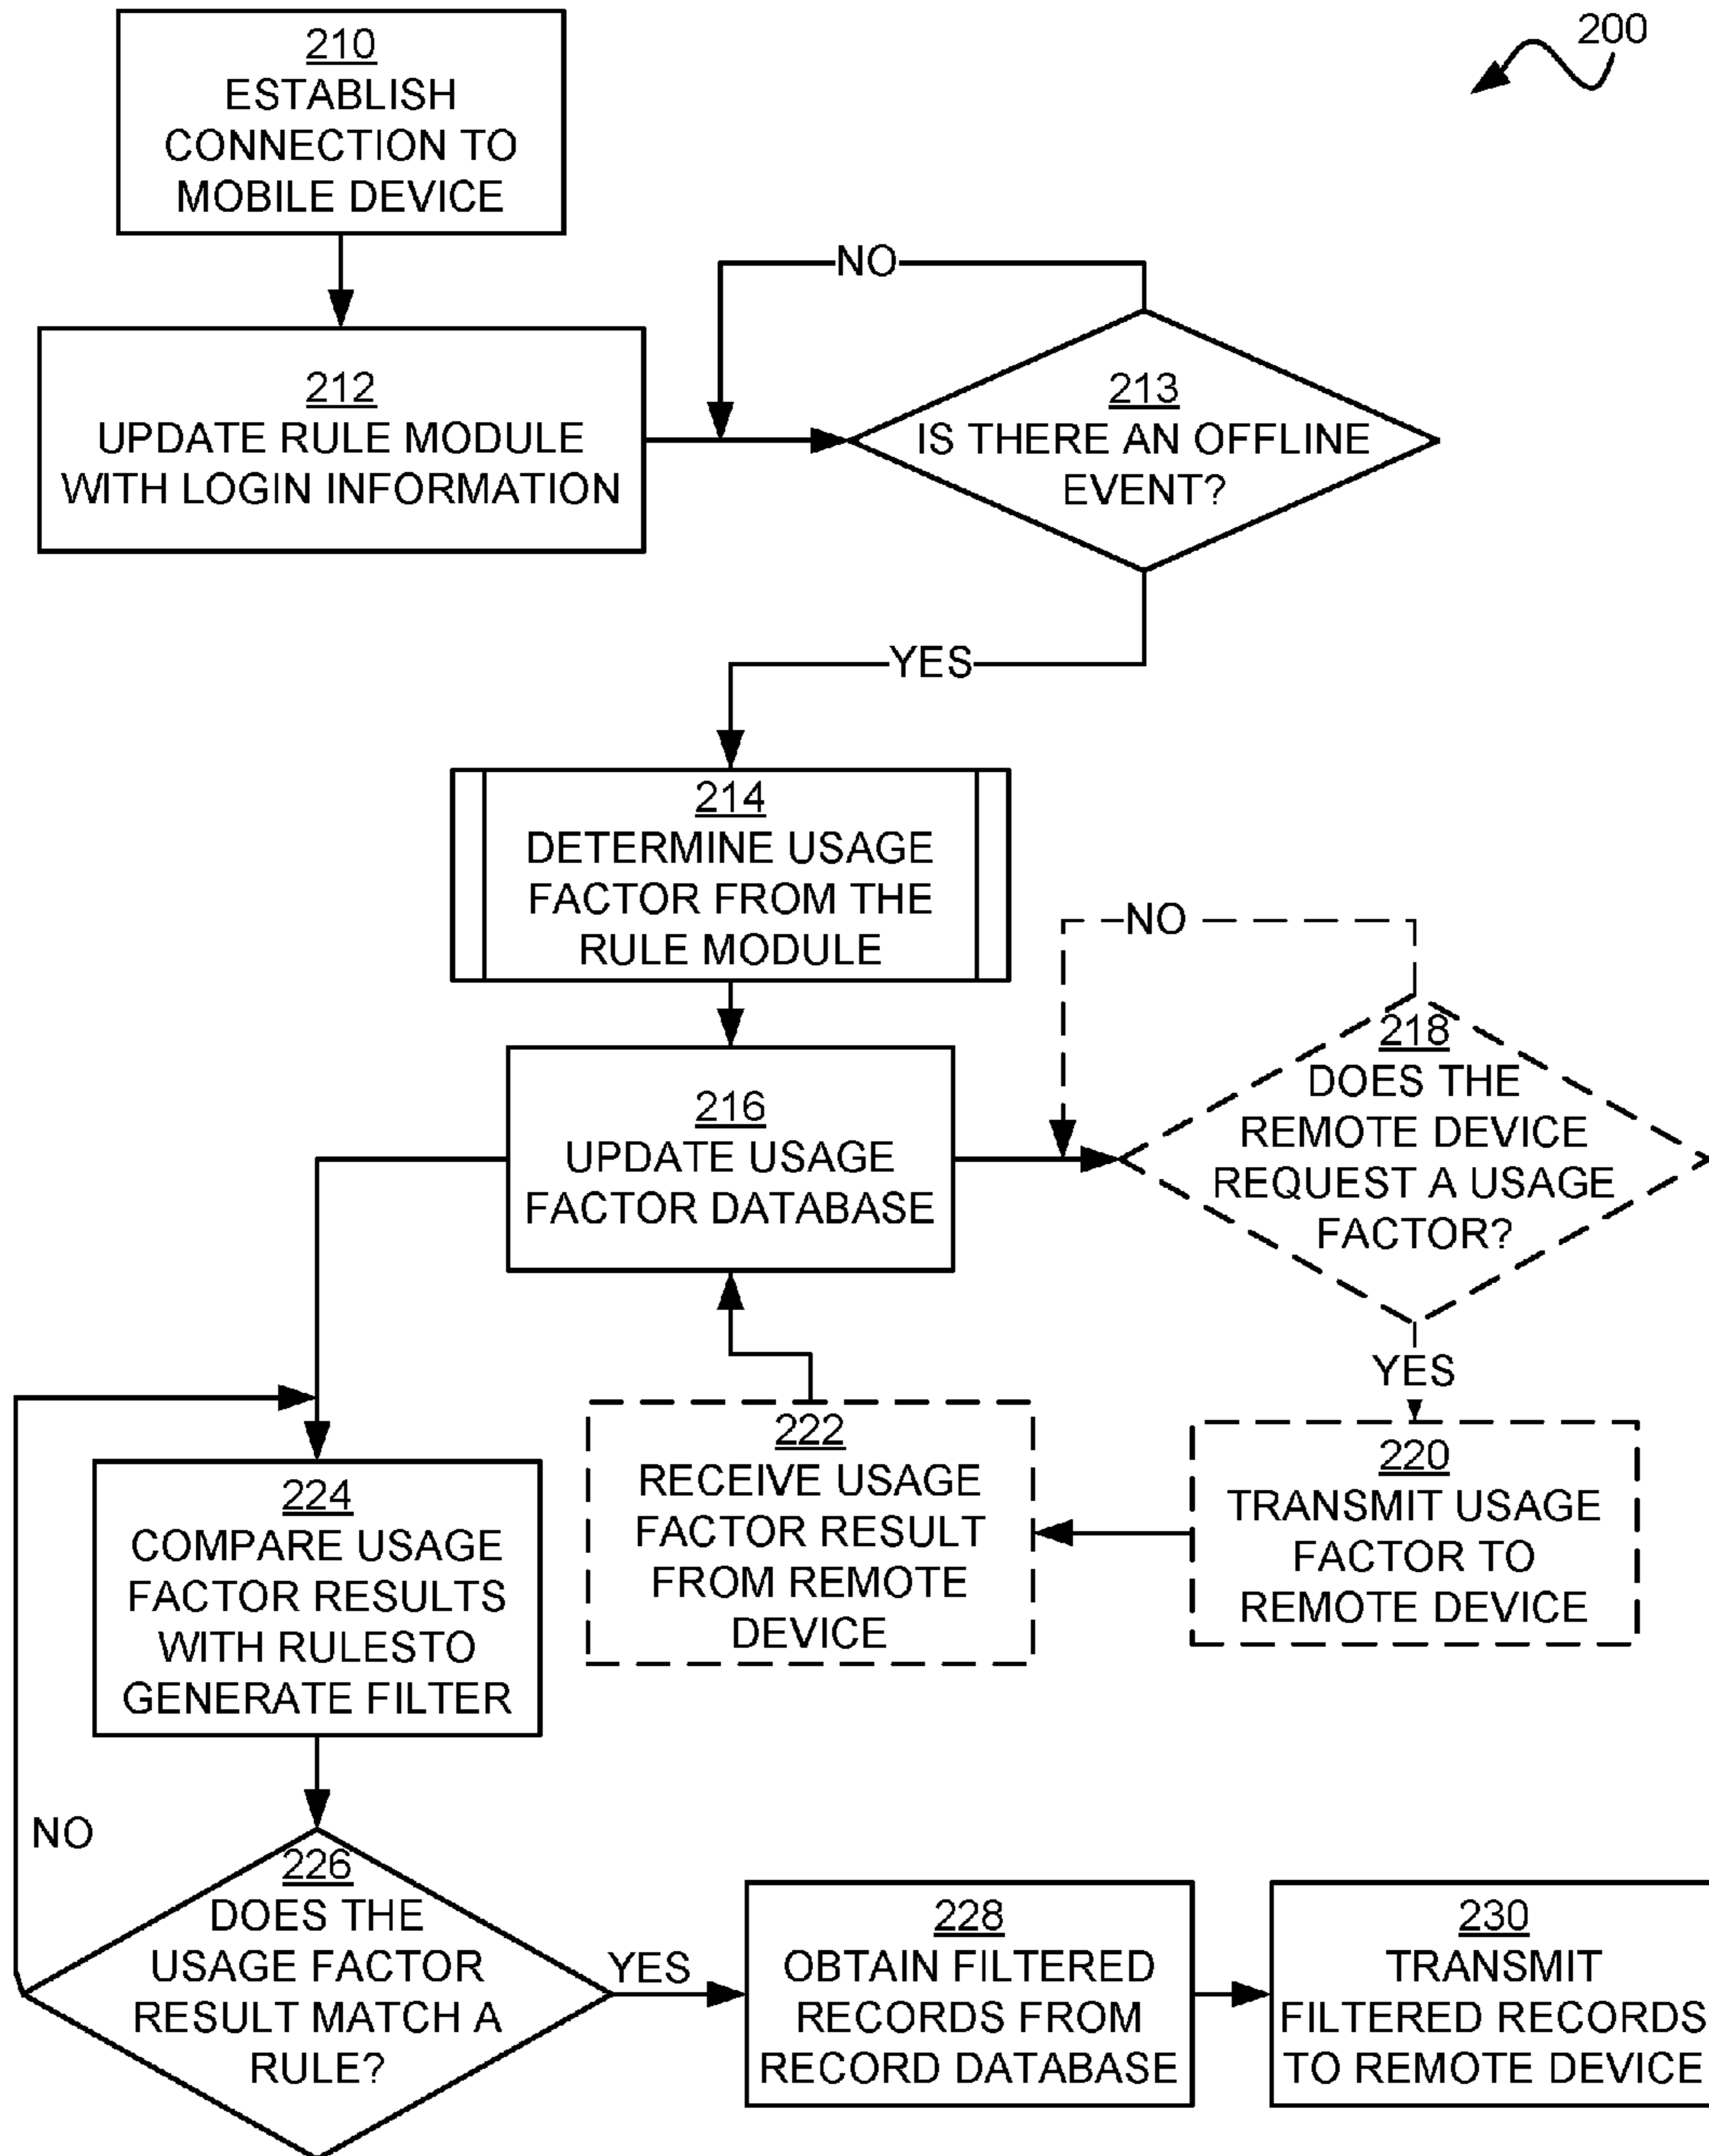 200
210
ESTABLISH
CONNECTION TO
MOBILE DEVICE
NO
212
UPDATE RULE MODULE
WITH LOGIN INFORMATION
213
IS THERE AN OFFLINE
EVENT?
YES
214
DETERMINE USAGE
FACTOR FROM THE
RULE MODULE
NO
216
UPDATE USAGE
FACTOR DATABASE
218
DOES THE
REMOTE DEVICE
REQUEST A USAGE
FACTOR?
YES
220
TRANSMIT USAGE
FACTOR TO
REMOTE DEVICE
222
RECEIVE USAGE
FACTOR RESULT
FROM REMOTE
DEVICE
224
COMPARE USAGE
FACTOR RESULTS
WITH RULESTO
GENERATE FILTER
NO
226
DOES THE
USAGE FACTOR
RESULT MATCH A
RULE?
YES
228
OBTAIN FILTERED
RECORDS FROM
RECORD DATABASE
230
TRANSMIT
FILTERED RECORDS
TO REMOTE DEVICE